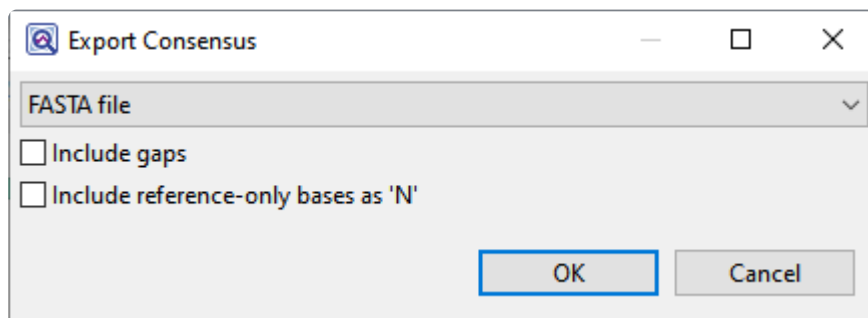 Export Consensus
FASTA file
Include gaps
Include reference-only bases as 'N'
OK
Cancel